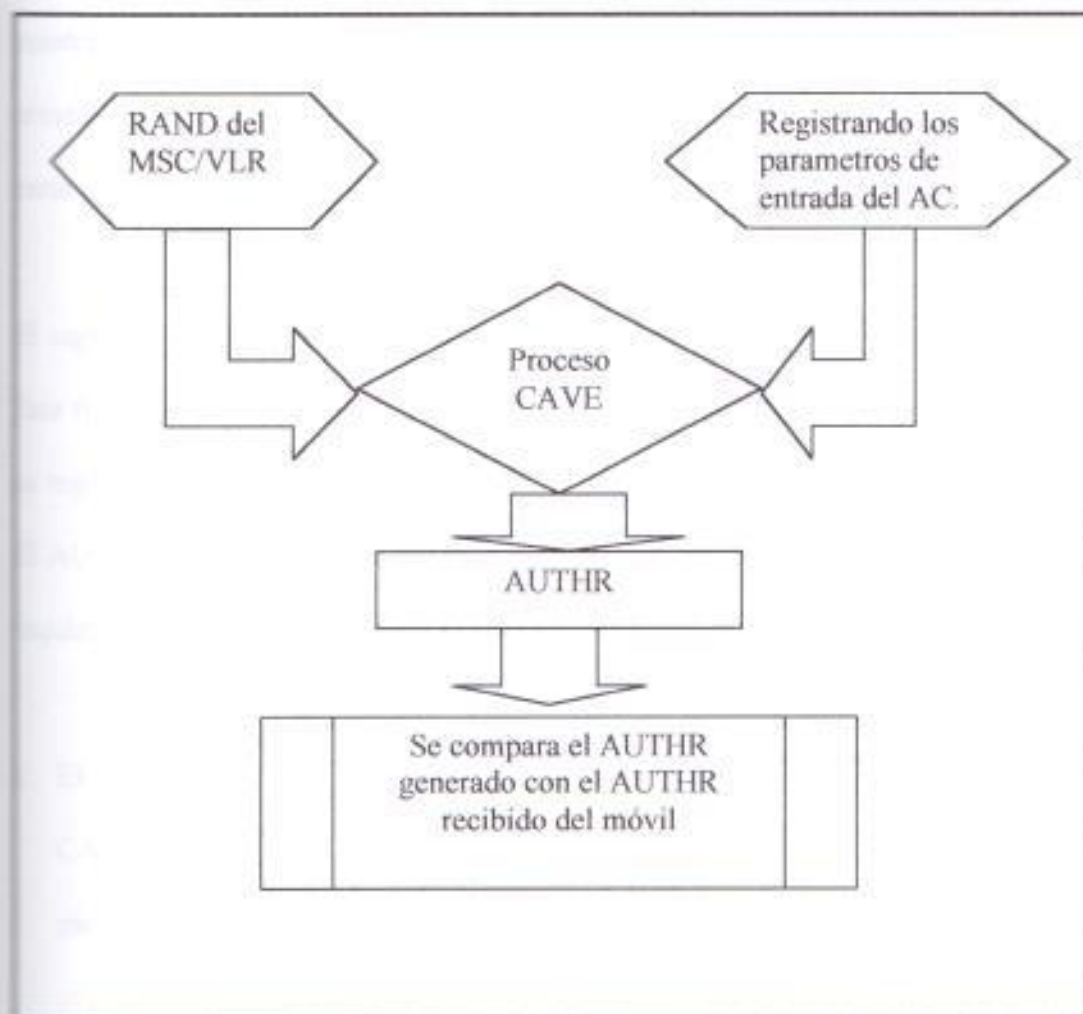 RAND del
MSC/VLR
Registrando los
parametros de
entrada del AC.
Proceso
CAVE
AUTHR
Se compara el AUTHR
generado con el AUTHR
recibido del móvil